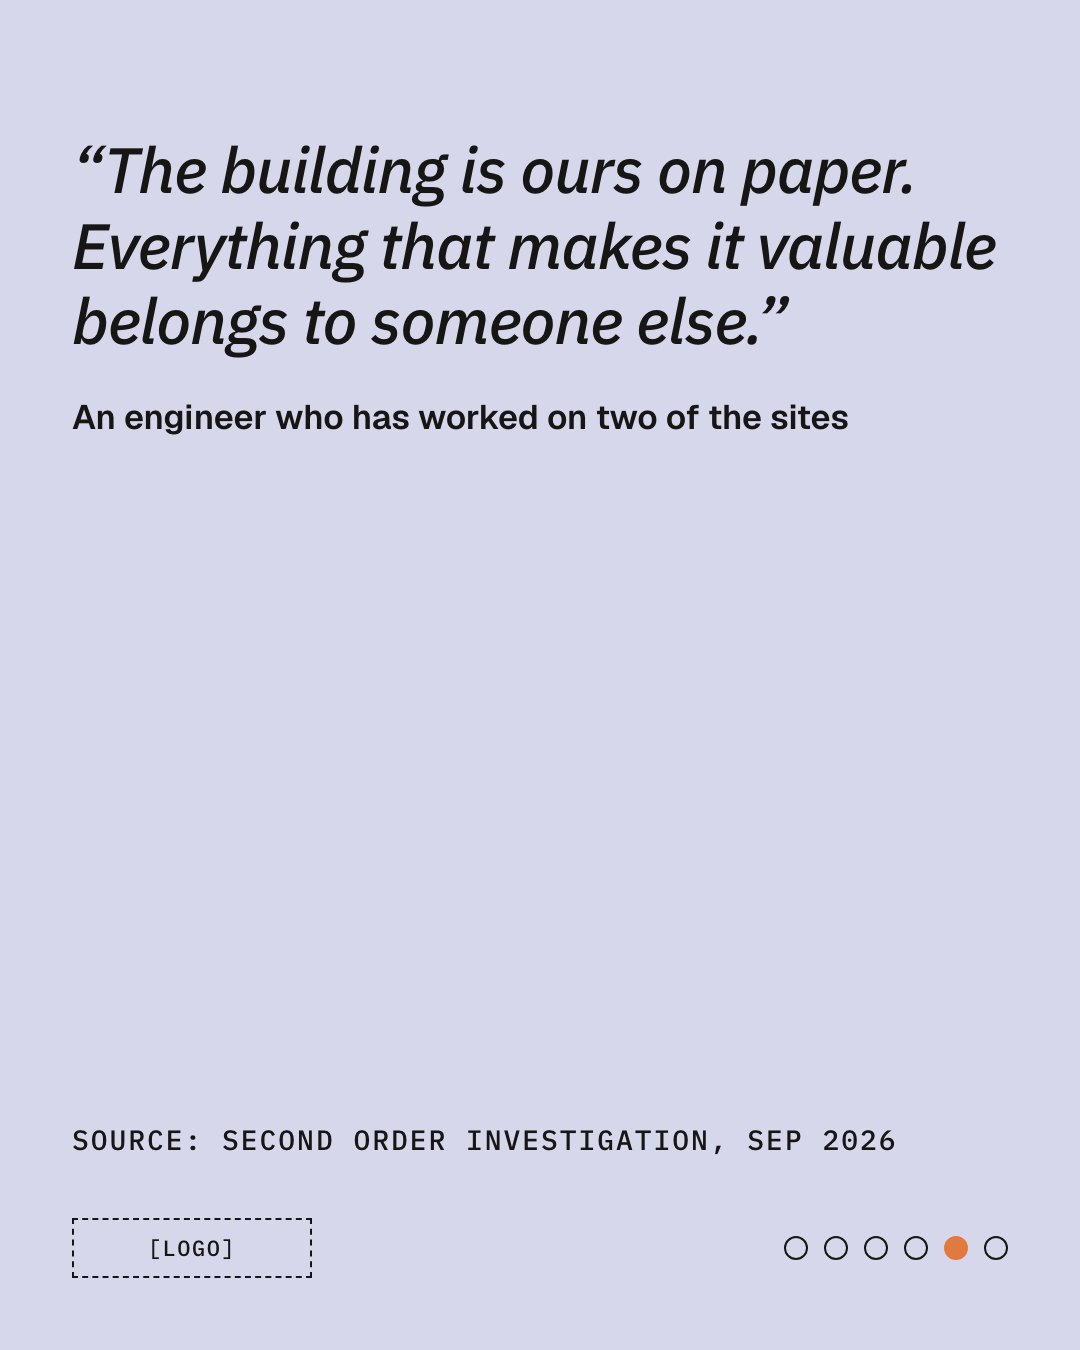 “The building is ours on paper.
Everything that makes it valuable
belongs to someone else.”
An engineer who has worked on two of the sites
SOURCE: SECOND ORDER INVESTIGATION, SEP 2026
[LOGO]